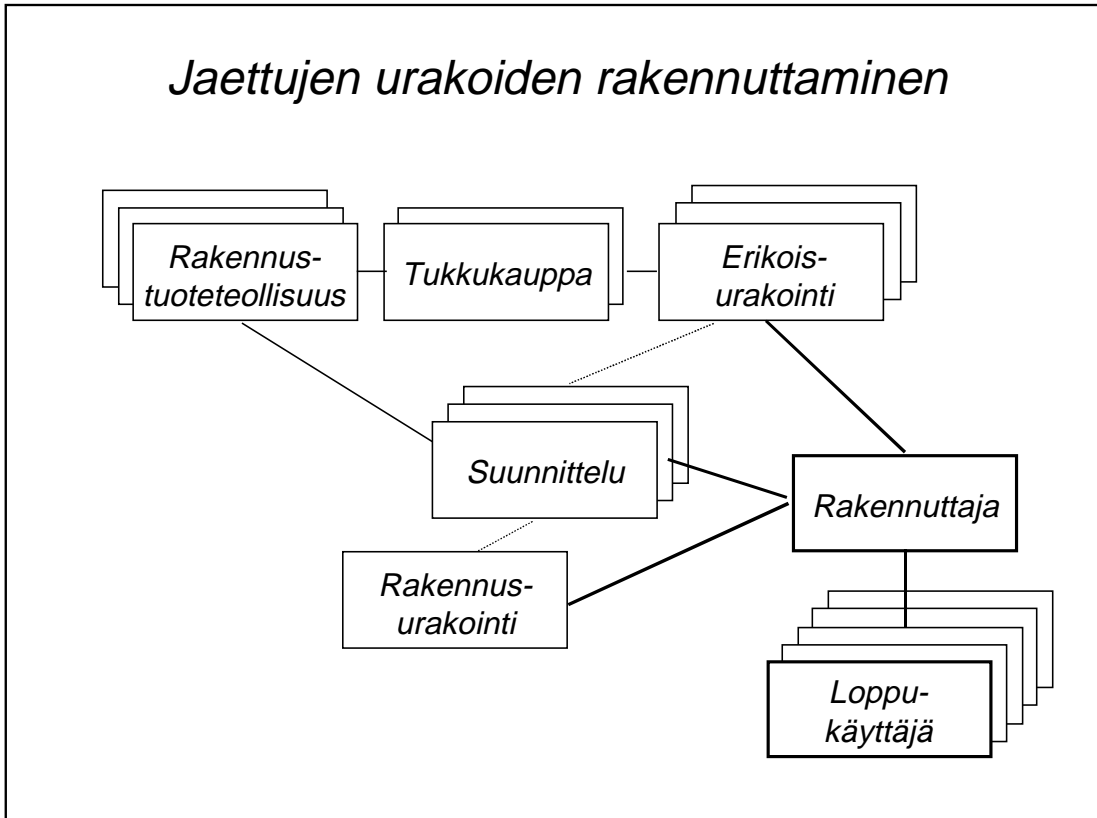 Jaettujen urakoiden rakennuttaminen
Rakennus-
tuoteteollisuus
Tukkukauppa
Erikois-
urakointi
Suunnittelu
Rakennuttaja
Rakennus-
urakointi
Loppu-
käyttäjä